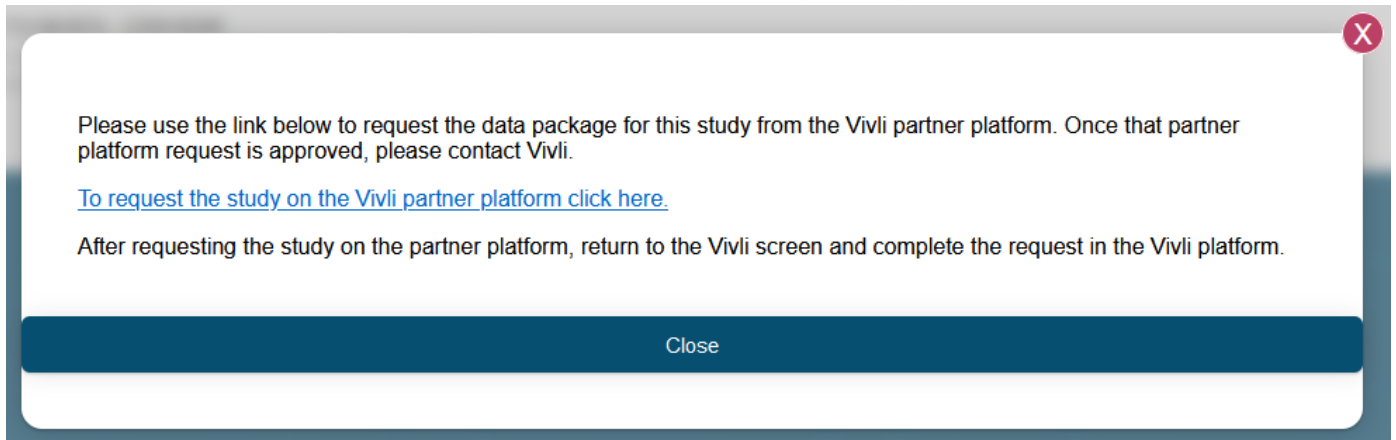 X
Please use the link below to request the data package for this study from the Vivli partner platform. Once that partner
platform request is approved, please contact Vivli.
To request the study on the Vivli partner platform click here.
After requesting the study on the partner platform, return to the Vivli screen and complete the request in the Vivli platform.
Close